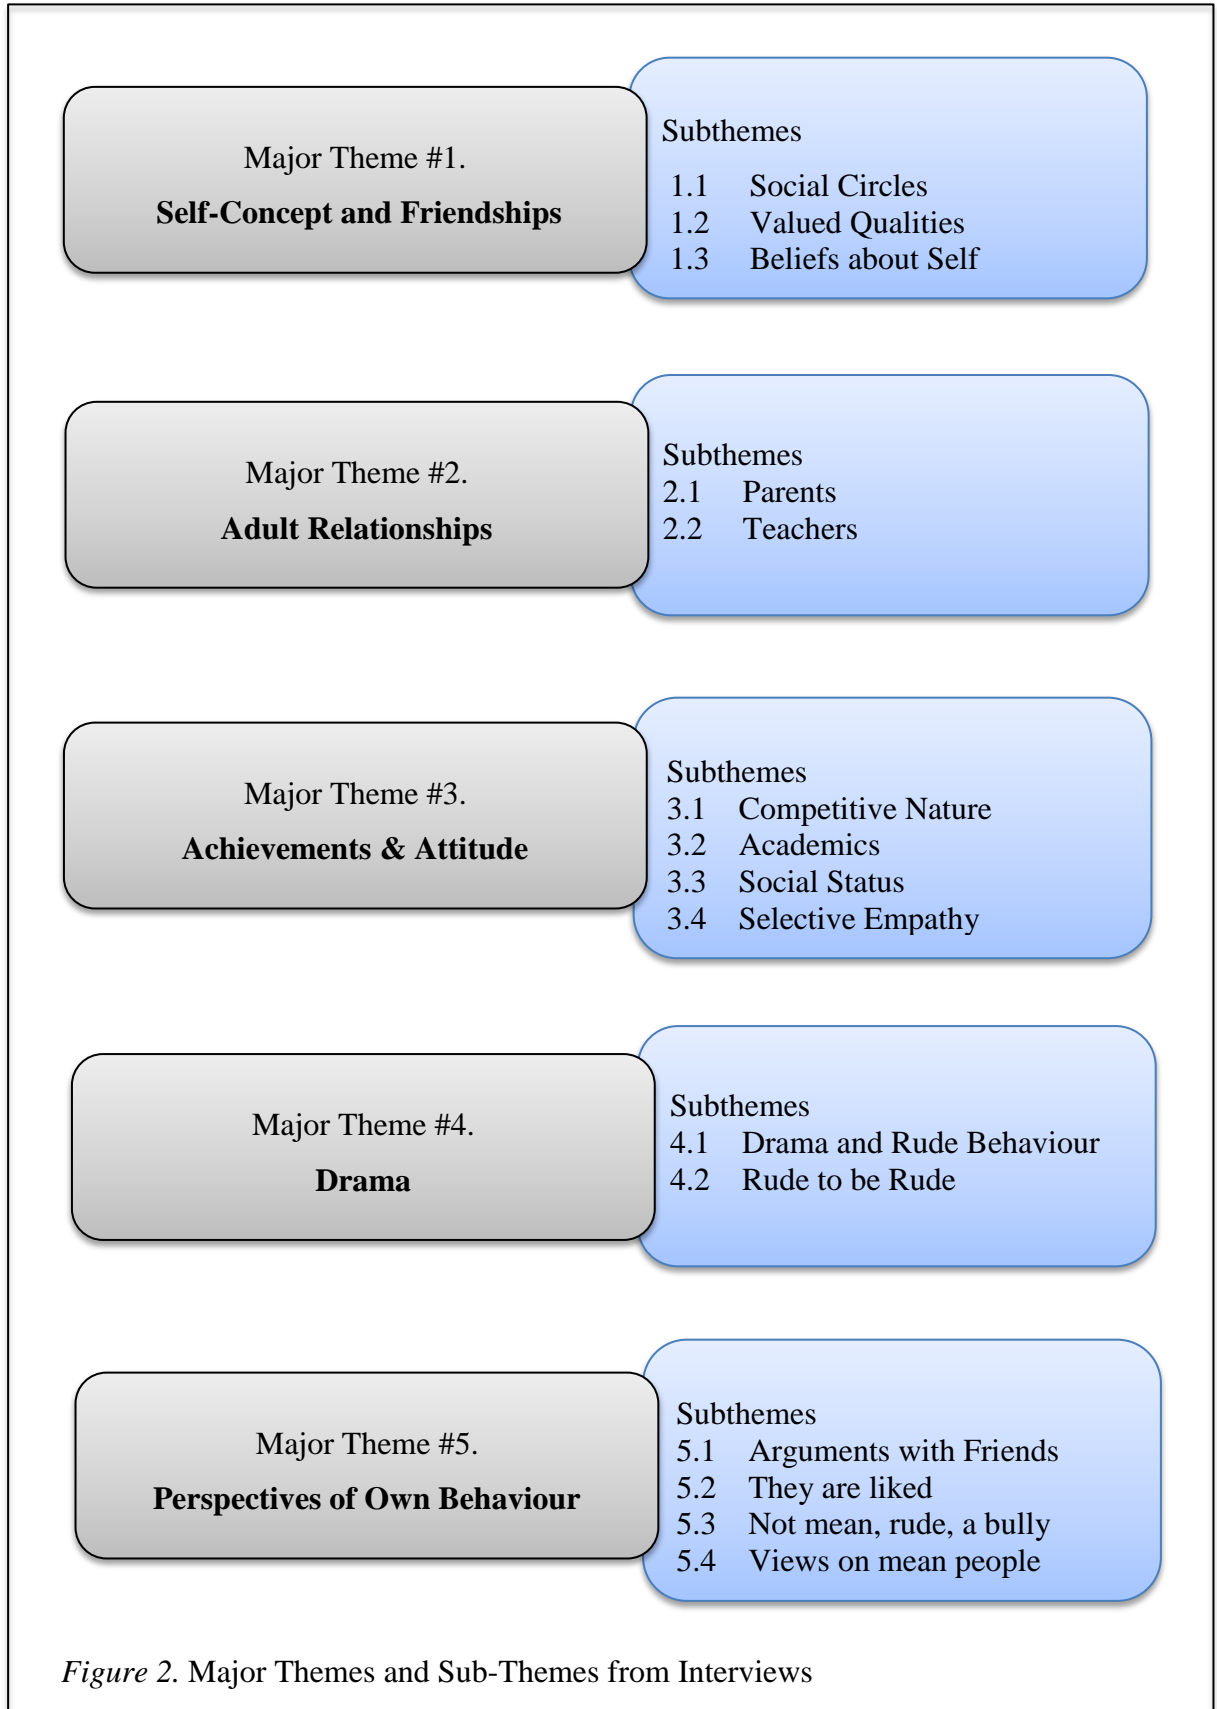 Major Theme #1.
Self-Concept and Friendships
Subthemes
1.1 Social Circles
1.2 Valued Qualities
1.3 Beliefs about Self
Major Theme #2.
Adult Relationships
Subthemes
2.1 Parents
2.2 Teachers
Major Theme #3.
Achievements & Attitude
Subthemes
3.1 Competitive Nature
3.2 Academics
3.3 Social Status
3.4 Selective Empathy
Major Theme #4.
Drama
Subthemes
4.1 Drama and Rude Behaviour
4.2 Rude to be Rude
Major Theme #5.
Perspectives of Own Behaviour
Subthemes
5.1 Arguments with Friends
5.2 They are liked
5.3 Not mean, rude, a bully
5.4 Views on mean people
Figure 2. Major Themes and Sub-Themes from Interviews